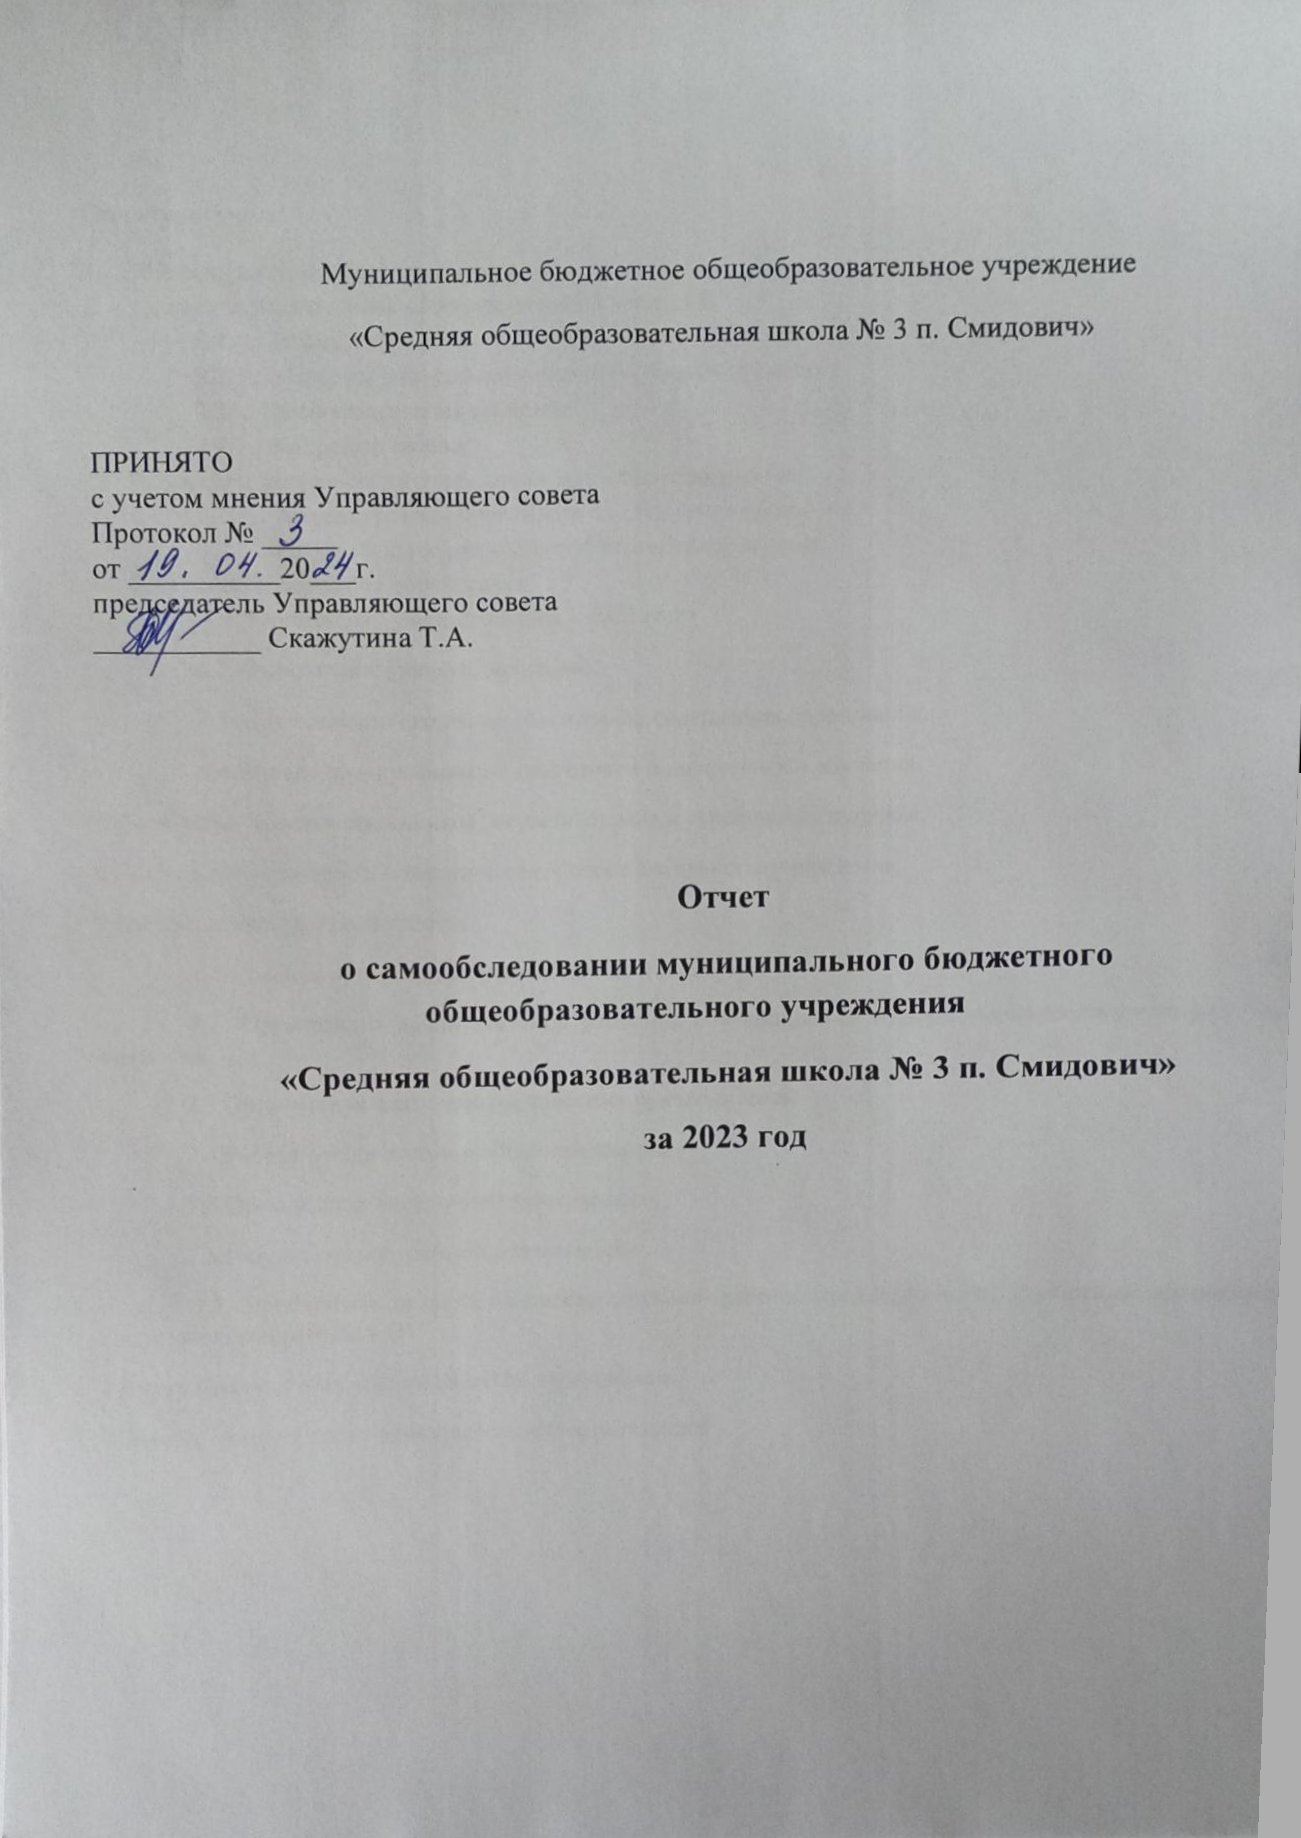 Муниципальное бюджетное общеобразовательное учреждение
«Средняя общеобразовательная школа № 3 п. Смидович»
ПРИНЯТО
с учетом мнения Управляющего совета
Протокол № 3
от 19. 04. 2024г.
председатель Управляющего совета
Скажутина Т.А.
Отчет
о самообследовании муниципального бюджетного
общеобразовательного учреждения
«Средняя общеобразовательная школа № 3 п. Смидович»
за 2023 год